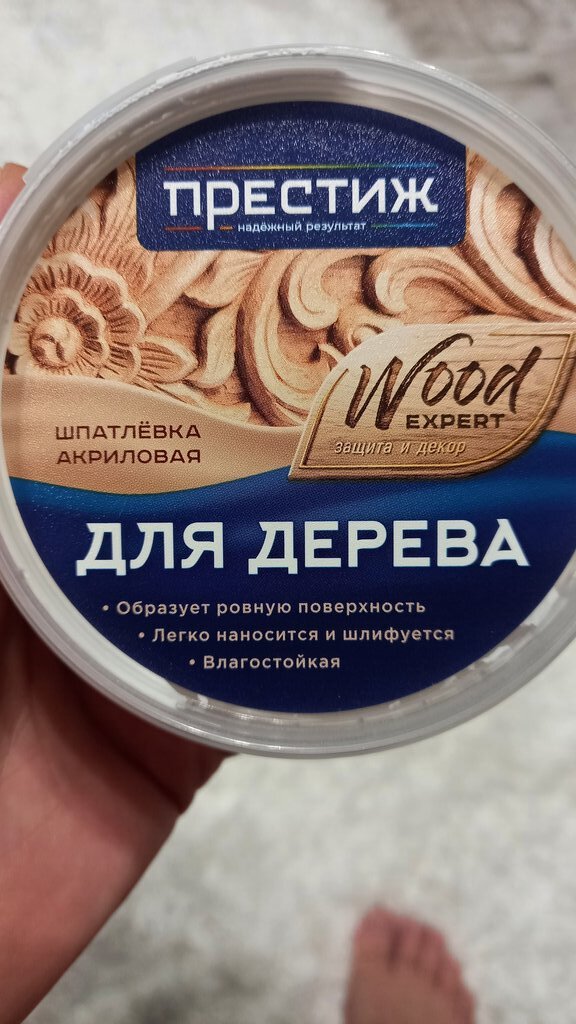 ПРЕСТИЖ
надёжный результат
Wood
EXPERT
защита и декор
ШПАТЛЁВКА
АКРИЛОВАЯ
ДЛЯ ДЕРЕВА
• Образует ровную поверхность
• Легко наносится и шлифуется
• Влагостойкая